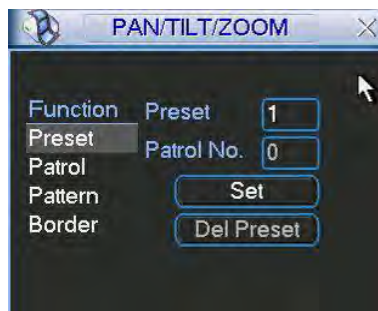 PAN/TILT/ZOOM
Function
Preset
Patrol
Pattern
Border
Preset 1
Patrol No. 0
Set
Del Preset